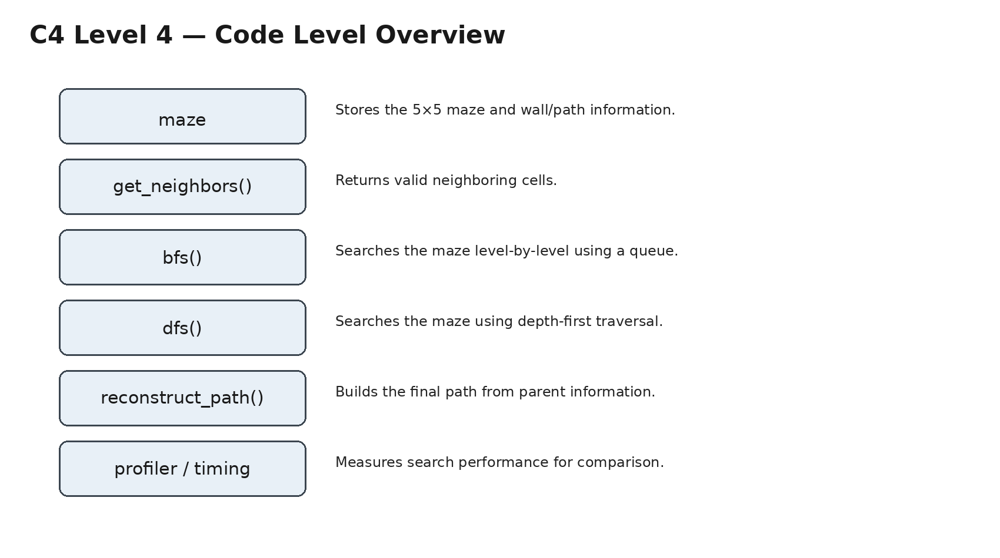 C4 Level 4 — Code Level Overview
maze
Stores the 5×5 maze and wall/path information.
get_neighbors()
Returns valid neighboring cells.
bfs()
Searches the maze level-by-level using a queue.
dfs()
Searches the maze using depth-first traversal.
reconstruct_path()
Builds the final path from parent information.
profiler / timing
Measures search performance for comparison.